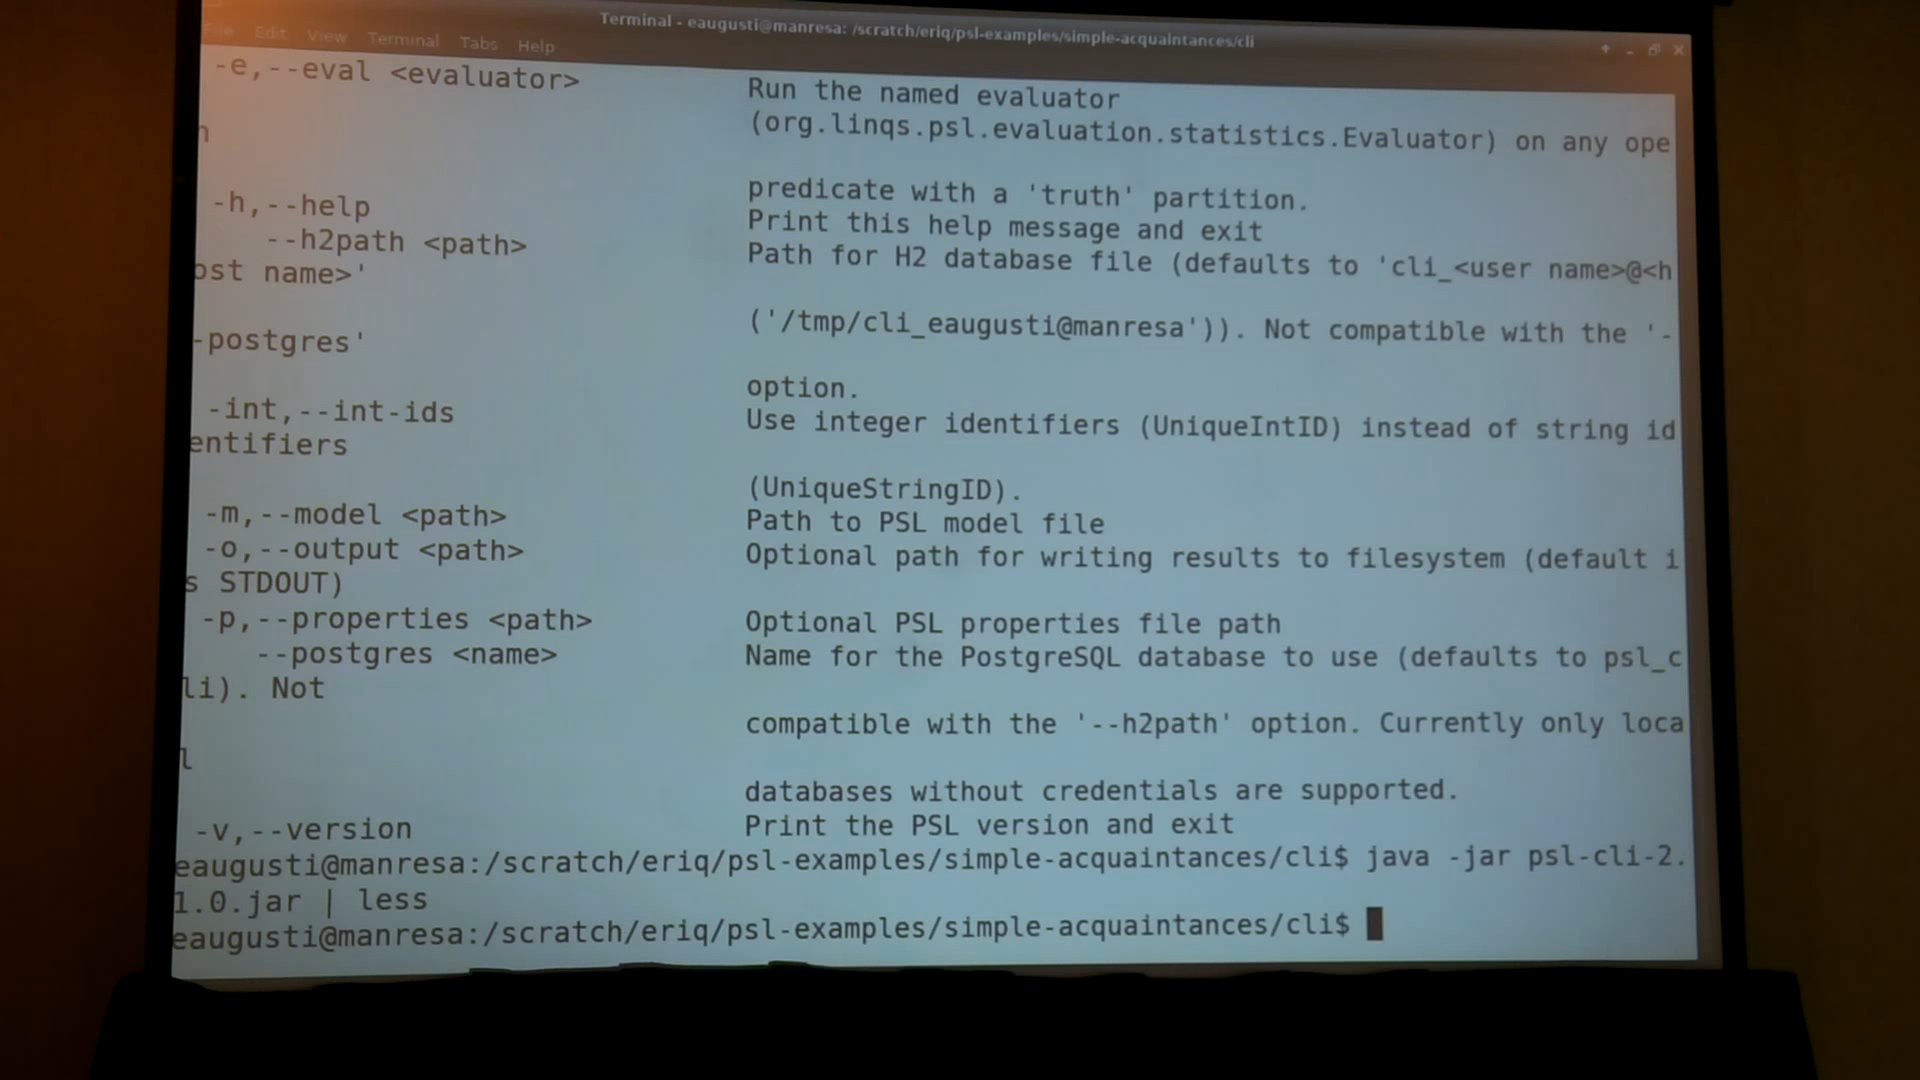 Terminal - eaugusti@manresa: /scratch/eriq/psl-examples/simple-acquaintances/cli
File Edit View Terminal Tabs Help
-e,--eval <evaluator> Run the named evaluator
(org.linqs.psl.evaluation.statistics.Evaluator) on any ope
n
predicate with a 'truth' partition.
-h,--help Print this help message and exit
--h2path <path> Path for H2 database file (defaults to 'cli_<user name>@<h
ost name>'
('/tmp/cli_eaugusti@manresa')). Not compatible with the '-
-postgres'
option.
-int,--int-ids Use integer identifiers (UniqueIntID) instead of string id
entifiers
(UniqueStringID).
-m,--model <path> Path to PSL model file
-o,--output <path> Optional path for writing results to filesystem (default i
s STDOUT)
-p,--properties <path> Optional PSL properties file path
--postgres <name> Name for the PostgreSQL database to use (defaults to psl_c
li). Not
compatible with the '--h2path' option. Currently only loca
l
databases without credentials are supported.
-v,--version Print the PSL version and exit
eaugusti@manresa:/scratch/eriq/psl-examples/simple-acquaintances/cli$ java -jar psl-cli-2.
1.0.jar | less
eaugusti@manresa:/scratch/eriq/psl-examples/simple-acquaintances/cli$